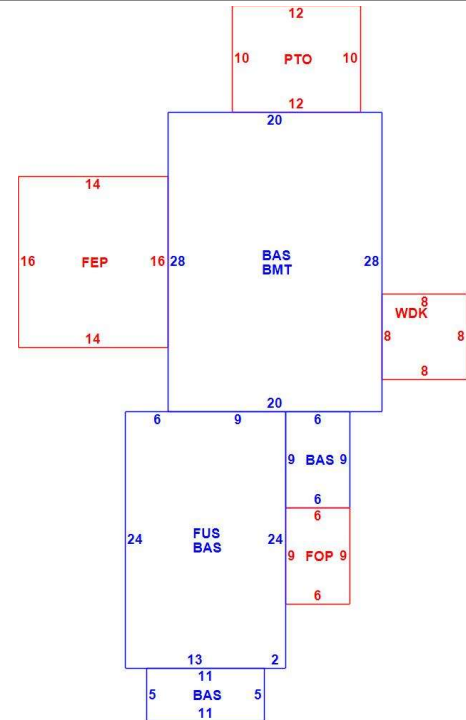 12
10 PTO 10
12
20
14
16 FEP 16
14
28 BAS 28
BMT
8
WDK
8 8
8
20
6 9 6
9 BAS 9
6
24 FUS 24
BAS
6
9 FOP 9
6
13 2
11
5 BAS 5
11